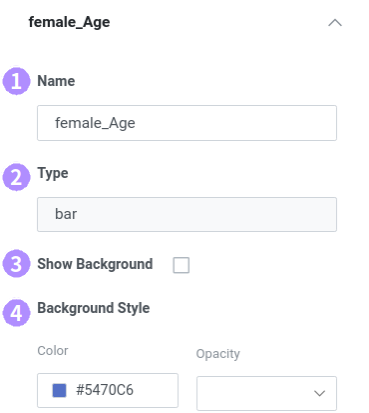 female_Age
1 Name
female_Age
2 Type
bar
3 Show Background
4 Background Style
Color Opacity
#5470C6